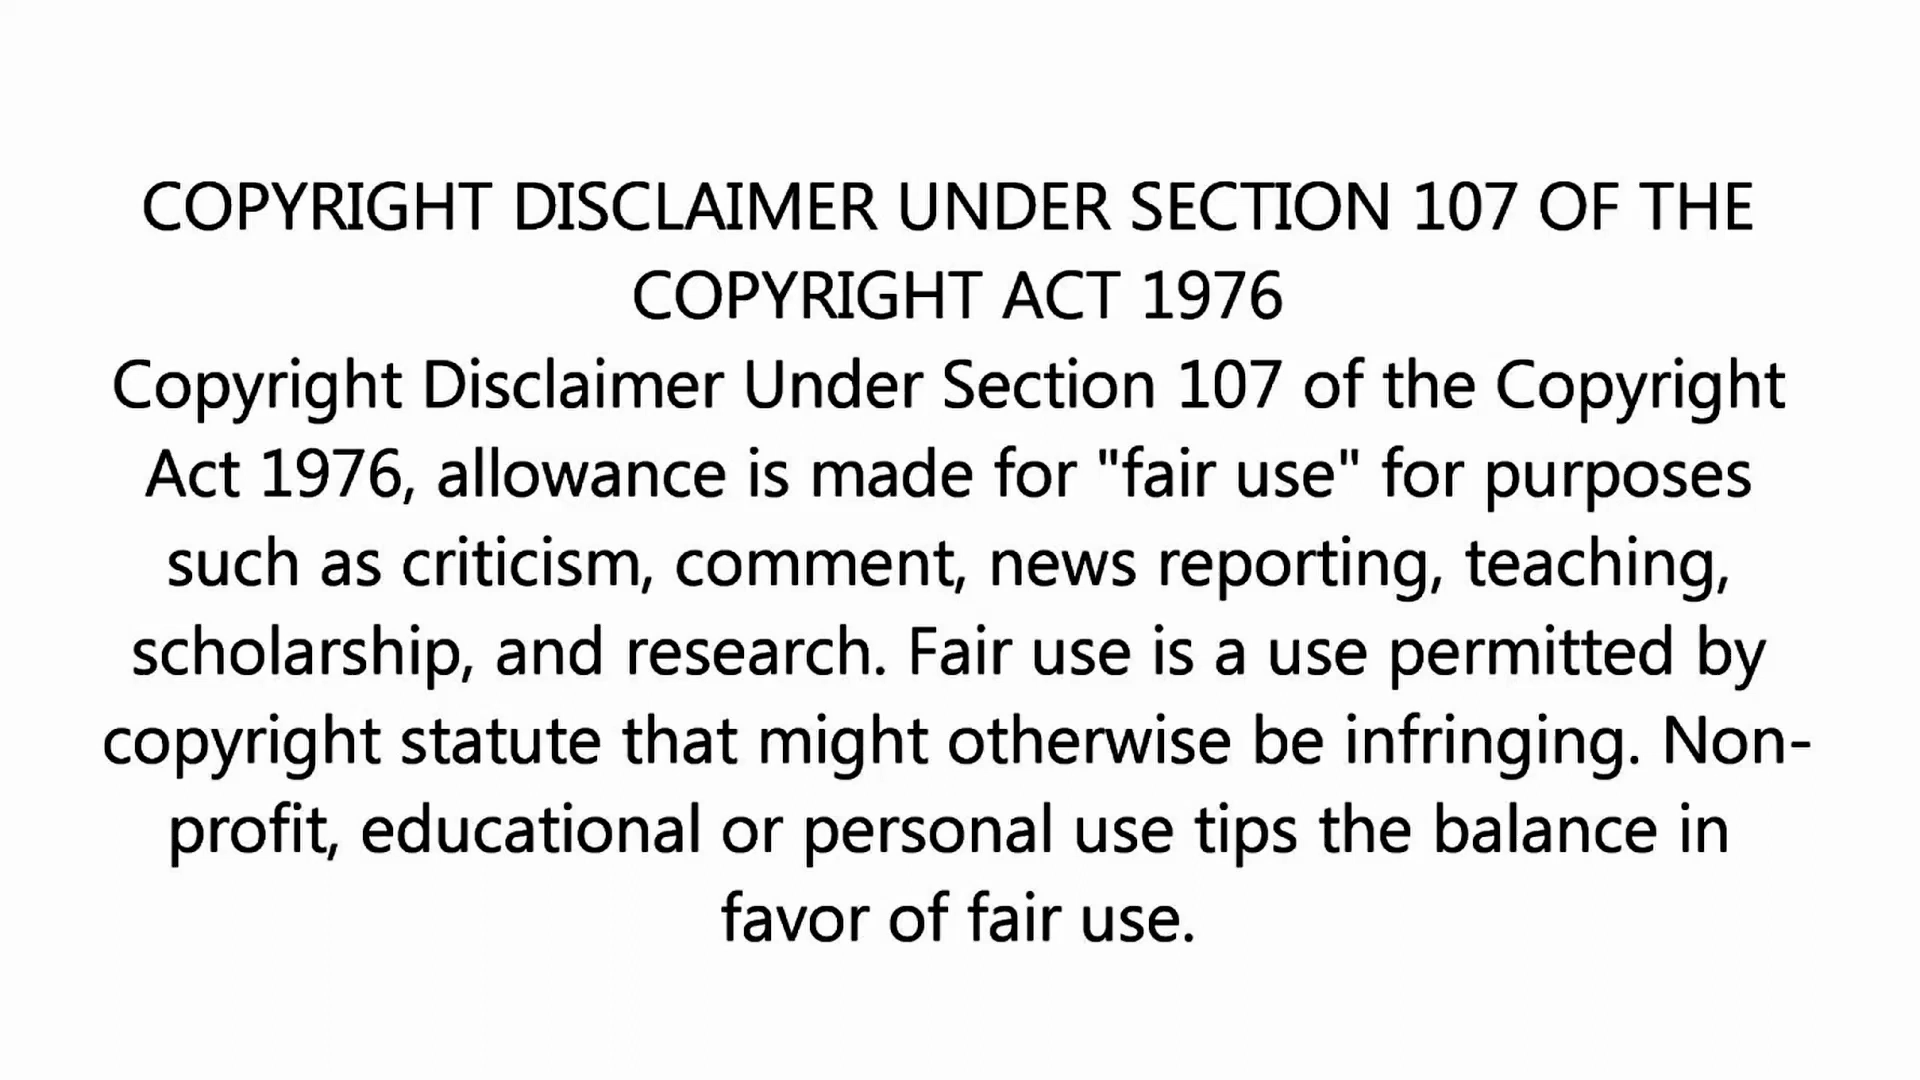 COPYRIGHT DISCLAIMER UNDER SECTION 107 OF THE
COPYRIGHT ACT 1976
Copyright Disclaimer Under Section 107 of the Copyright
Act 1976, allowance is made for "fair use" for purposes
such as criticism, comment, news reporting, teaching,
scholarship, and research. Fair use is a use permitted by
copyright statute that might otherwise be infringing. Non-
profit, educational or personal use tips the balance in
favor of fair use.